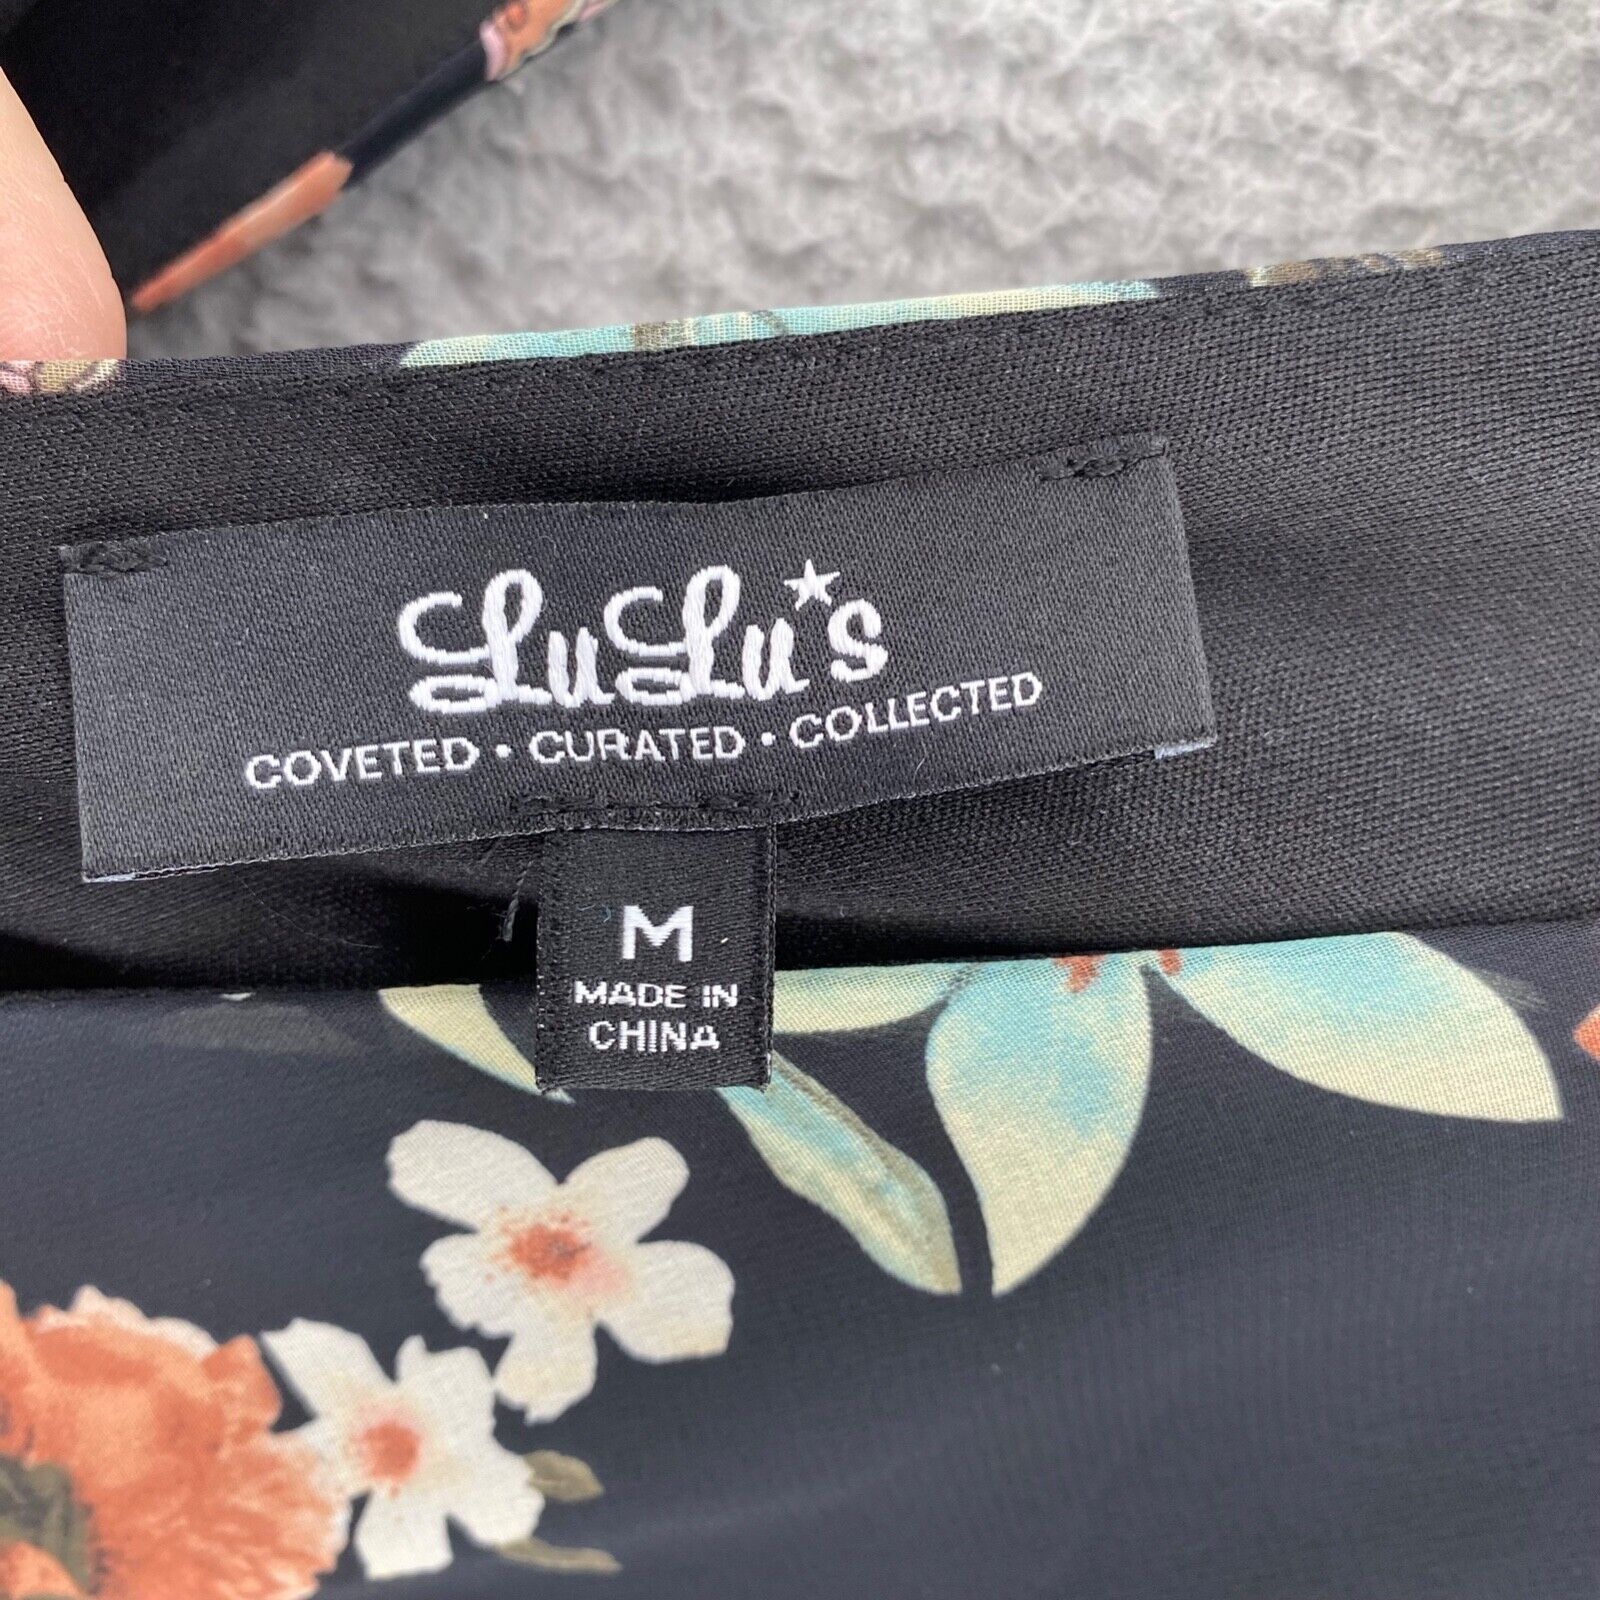 LuLu's
COVETED • CURATED • COLLECTED
M
MADE IN
CHINA